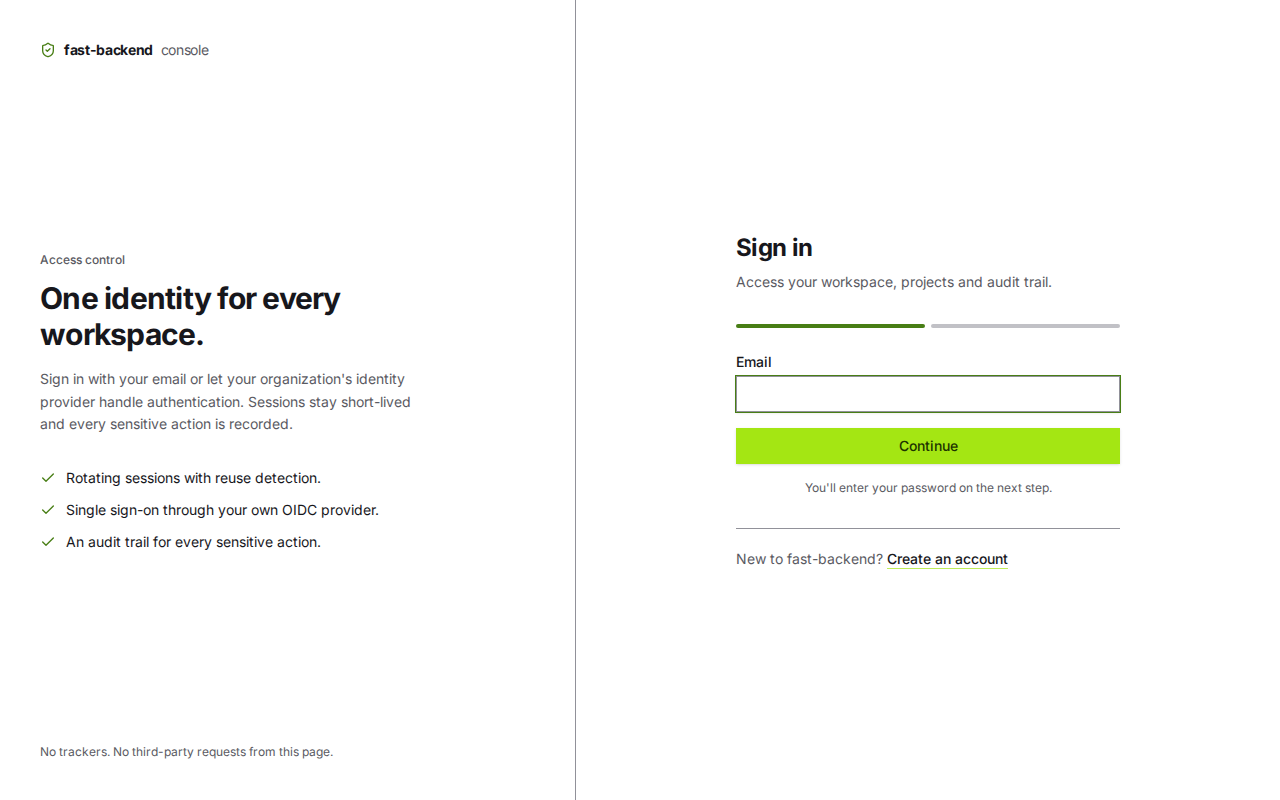 fast-backend console
Access control
One identity for every
workspace.
Sign in with your email or let your organization's identity
provider handle authentication. Sessions stay short-lived
and every sensitive action is recorded.
Rotating sessions with reuse detection.
Single sign-on through your own OIDC provider.
An audit trail for every sensitive action.
No trackers. No third-party requests from this page.
Sign in
Access your workspace, projects and audit trail.
Email
Continue
You'll enter your password on the next step.
New to fast-backend? Create an account